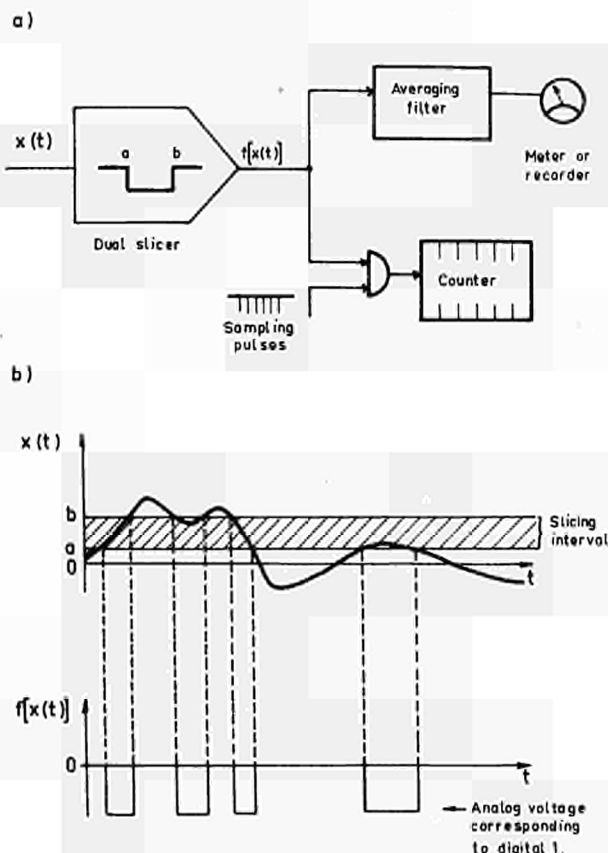 a)
x(t)
a b
f[x(t)]
Dual slicer
Averaging
filter
Meter or
recorder
Counter
Sampling
pulses
b)
x(t)
b
a
0
t
Slicing
interval
f[x(t)]
0
t
Analog voltage
corresponding
to digital 1.